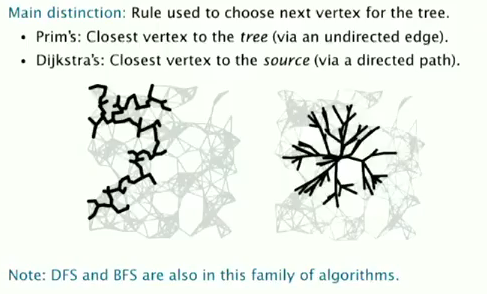 Main distinction: Rule used to choose next vertex for the tree.
• Prim's: Closest vertex to the tree (via an undirected edge).
• Dijkstra's: Closest vertex to the source (via a directed path).
Note: DFS and BFS are also in this family of algorithms.